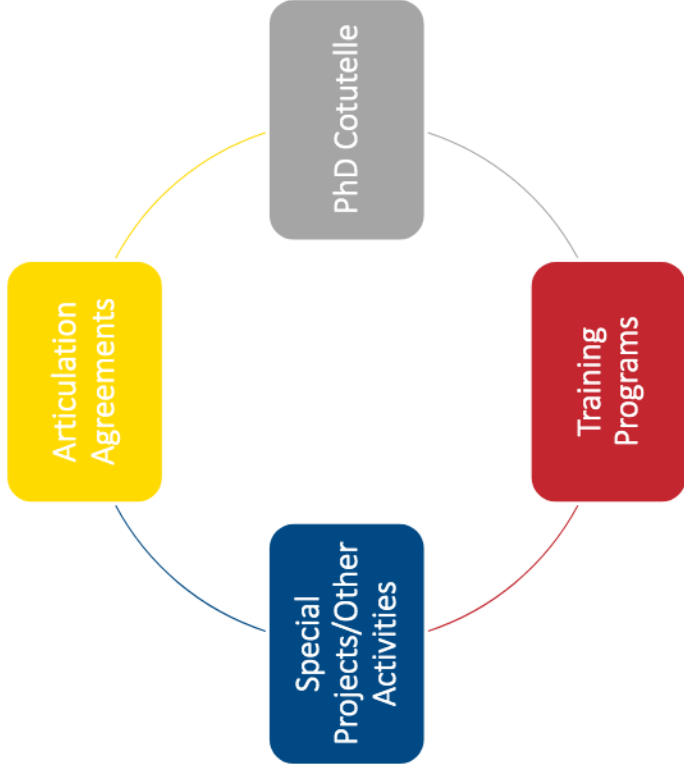 Special
Projects/Other
Activities
Training
Programs
Articulation
Agreements
PhD Cotutelle